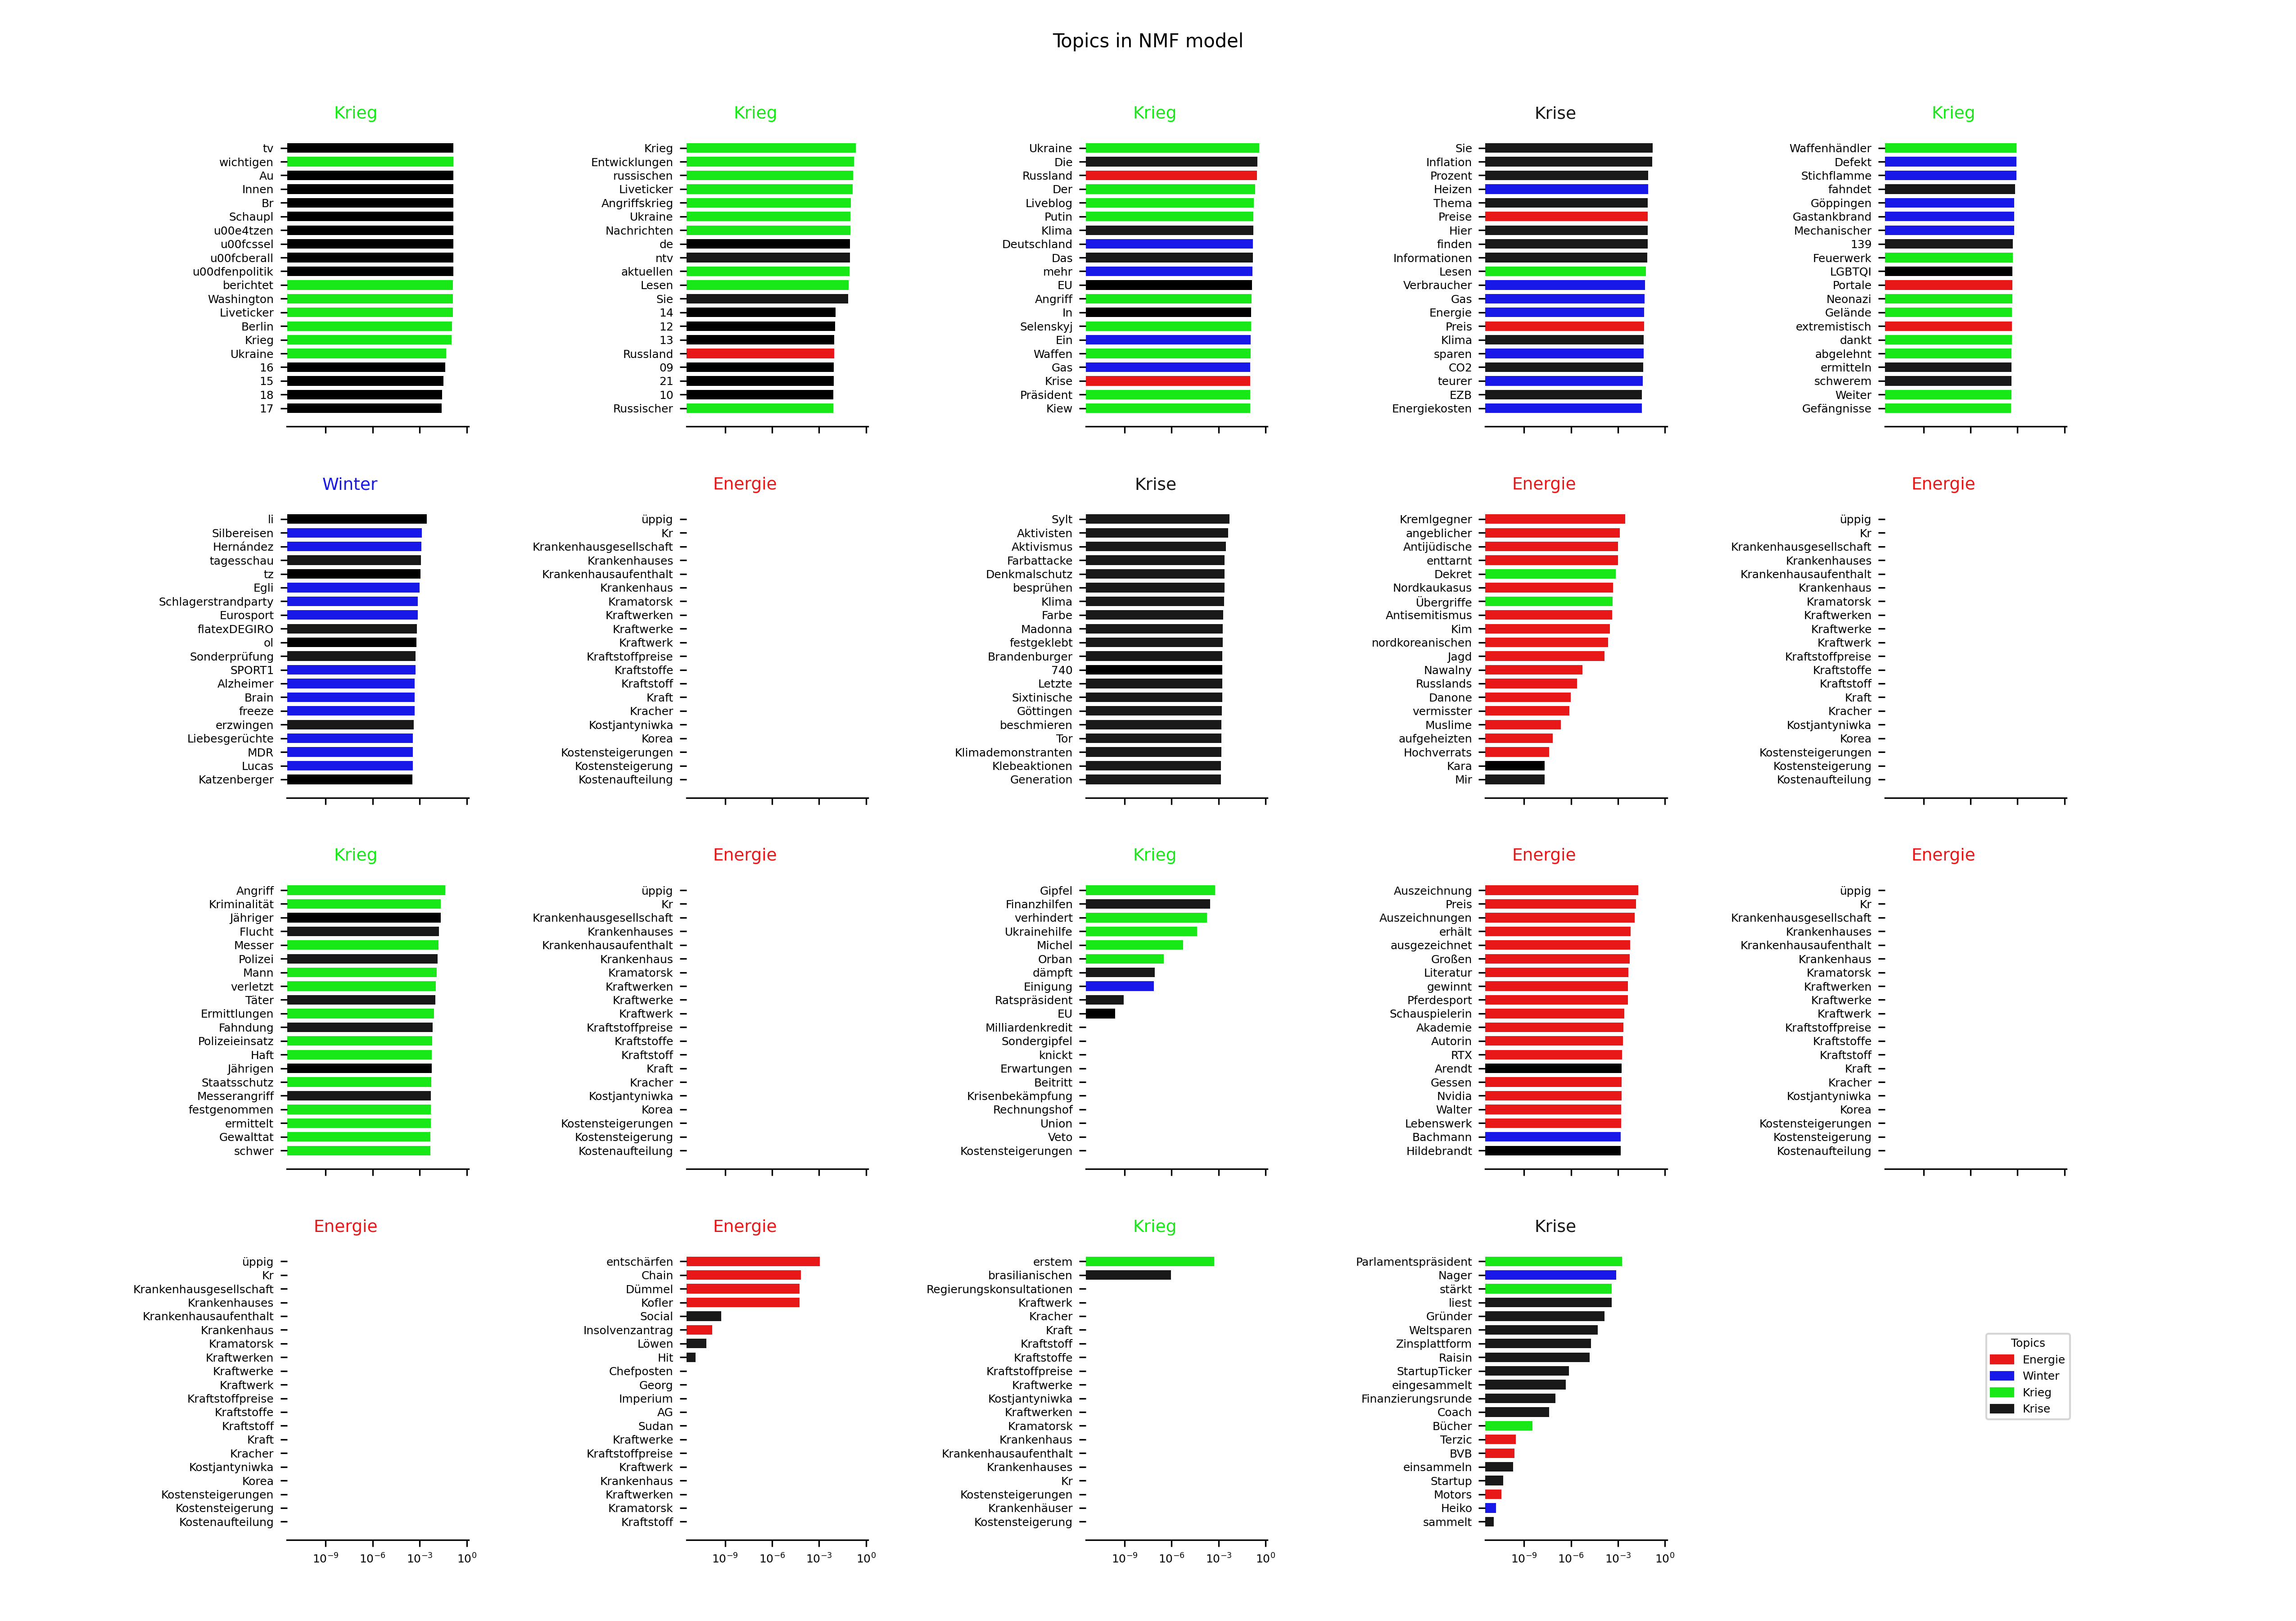 Topics in NMF model
Krieg
tv
wichtigen
Au
Innen
Br
Schaupl
u00e4tzen
u00fcssel
u00fcberall
u00dfenpolitik
berichtet
Washington
Liveticker
Berlin
Krieg
Ukraine
16
15
18
17
Krieg
Krieg
Entwicklungen
russischen
Liveticker
Angriffskrieg
Ukraine
Nachrichten
de
ntv
aktuellen
Lesen
Sie
14
12
13
Russland
09
21
10
Russischer
Krieg
Ukraine
Die
Russland
Der
Liveblog
Putin
Klima
Deutschland
Das
mehr
EU
Angriff
In
Selenskyj
Ein
Waffen
Gas
Krise
Präsident
Kiew
Krise
Sie
Inflation
Prozent
Heizen
Thema
Preise
Hier
finden
Informationen
Lesen
Verbraucher
Gas
Energie
Preis
Klima
sparen
CO2
teurer
EZB
Energiekosten
Krieg
Waffenhändler
Defekt
Stichflamme
fahndet
Göppingen
Gastankbrand
Mechanischer
139
Feuerwerk
LGBTQI
Portale
Neonazi
Gelände
extremistisch
dankt
abgelehnt
ermitteln
schwerem
Weiter
Gefängnisse
Winter
li
Silbereisen
Hernández
tagesschau
tz
Egli
Schlagerstrandparty
Eurosport
flatexDEGIRO
ol
Sonderprüfung
SPORT1
Alzheimer
Brain
freeze
erzwingen
Liebesgerüchte
MDR
Lucas
Katzenberger
Energie
üppig
Kr
Krankenhausgesellschaft
Krankenhauses
Krankenhausaufenthalt
Krankenhaus
Kramatorsk
Kraftwerken
Kraftwerke
Kraftwerk
Kraftstoffpreise
Kraftstoffe
Kraftstoff
Kraft
Kracher
Kostjantyniwka
Korea
Kostensteigerungen
Kostensteigerung
Kostenaufteilung
Krise
Sylt
Aktivisten
Aktivismus
Farbattacke
Denkmalschutz
besprühen
Klima
Farbe
Madonna
festgeklebt
Brandenburger
740
Letzte
Sixtinische
Göttingen
beschmieren
Tor
Klimademonstranten
Klebeaktionen
Generation
Energie
Kremlgegner
angeblicher
Antijüdische
enttarnt
Dekret
Nordkaukasus
Übergriffe
Antisemitismus
Kim
nordkoreanischen
Jagd
Nawalny
Russlands
Danone
vermisster
Muslime
aufgeheizten
Hochverrats
Kara
Mir
Energie
üppig
Kr
Krankenhausgesellschaft
Krankenhauses
Krankenhausaufenthalt
Krankenhaus
Kramatorsk
Kraftwerken
Kraftwerke
Kraftwerk
Kraftstoffpreise
Kraftstoffe
Kraftstoff
Kraft
Kracher
Kostjantyniwka
Korea
Kostensteigerungen
Kostensteigerung
Kostenaufteilung
Krieg
Angriff
Kriminalität
Jähriger
Flucht
Messer
Polizei
Mann
verletzt
Täter
Ermittlungen
Fahndung
Polizeieinsatz
Haft
Jährigen
Staatsschutz
Messerangriff
festgenommen
ermittelt
Gewalttat
schwer
Energie
üppig
Kr
Krankenhausgesellschaft
Krankenhauses
Krankenhausaufenthalt
Krankenhaus
Kramatorsk
Kraftwerken
Kraftwerke
Kraftwerk
Kraftstoffpreise
Kraftstoffe
Kraftstoff
Kraft
Kracher
Kostjantyniwka
Korea
Kostensteigerungen
Kostensteigerung
Kostenaufteilung
Krieg
Gipfel
Finanzhilfen
verhindert
Ukrainehilfe
Michel
Orban
dämpft
Einigung
Ratspräsident
EU
Milliardenkredit
Sondergipfel
knickt
Erwartungen
Beitritt
Krisenbekämpfung
Rechnungshof
Union
Veto
Kostensteigerungen
Energie
Auszeichnung
Preis
Auszeichnungen
erhält
ausgezeichnet
Großen
Literatur
gewinnt
Pferdesport
Schauspielerin
Akademie
Autorin
RTX
Arendt
Gessen
Nvidia
Walter
Lebenswerk
Bachmann
Hildebrandt
Energie
üppig
Kr
Krankenhausgesellschaft
Krankenhauses
Krankenhausaufenthalt
Krankenhaus
Kramatorsk
Kraftwerken
Kraftwerke
Kraftwerk
Kraftstoffpreise
Kraftstoffe
Kraftstoff
Kraft
Kracher
Kostjantyniwka
Korea
Kostensteigerungen
Kostensteigerung
Kostenaufteilung
Energie
üppig
Kr
Krankenhausgesellschaft
Krankenhauses
Krankenhausaufenthalt
Krankenhaus
Kramatorsk
Kraftwerken
Kraftwerke
Kraftwerk
Kraftstoffpreise
Kraftstoffe
Kraftstoff
Kraft
Kracher
Kostjantyniwka
Korea
Kostensteigerungen
Kostensteigerung
Kostenaufteilung
10⁻⁹ 10⁻⁶ 10⁻³ 10⁰
Energie
entschärfen
Chain
Dümmel
Kofler
Social
Insolvenzantrag
Löwen
Hit
Chefposten
Georg
Imperium
AG
Sudan
Kraftwerke
Kraftstoffpreise
Kraftwerk
Krankenhaus
Kraftwerken
Kramatorsk
Kraftstoff
10⁻⁹ 10⁻⁶ 10⁻³ 10⁰
Krieg
erstem
brasilianischen
Regierungskonsultationen
Kraftwerk
Kracher
Kraft
Kraftstoff
Kraftstoffe
Kraftstoffpreise
Kraftwerke
Kostjantyniwka
Kraftwerken
Kramatorsk
Krankenhaus
Krankenhausaufenthalt
Krankenhauses
Kr
Kostensteigerungen
Krankenhäuser
Kostensteigerung
10⁻⁹ 10⁻⁶ 10⁻³ 10⁰
Krise
Parlamentspräsident
Nager
stärkt
liest
Gründer
Weltsparen
Zinsplattform
Raisin
StartupTicker
eingesammelt
Finanzierungsrunde
Coach
Bücher
Terzic
BVB
einsammeln
Startup
Motors
Heiko
sammelt
10⁻⁹ 10⁻⁶ 10⁻³ 10⁰
Topics
Energie
Winter
Krieg
Krise